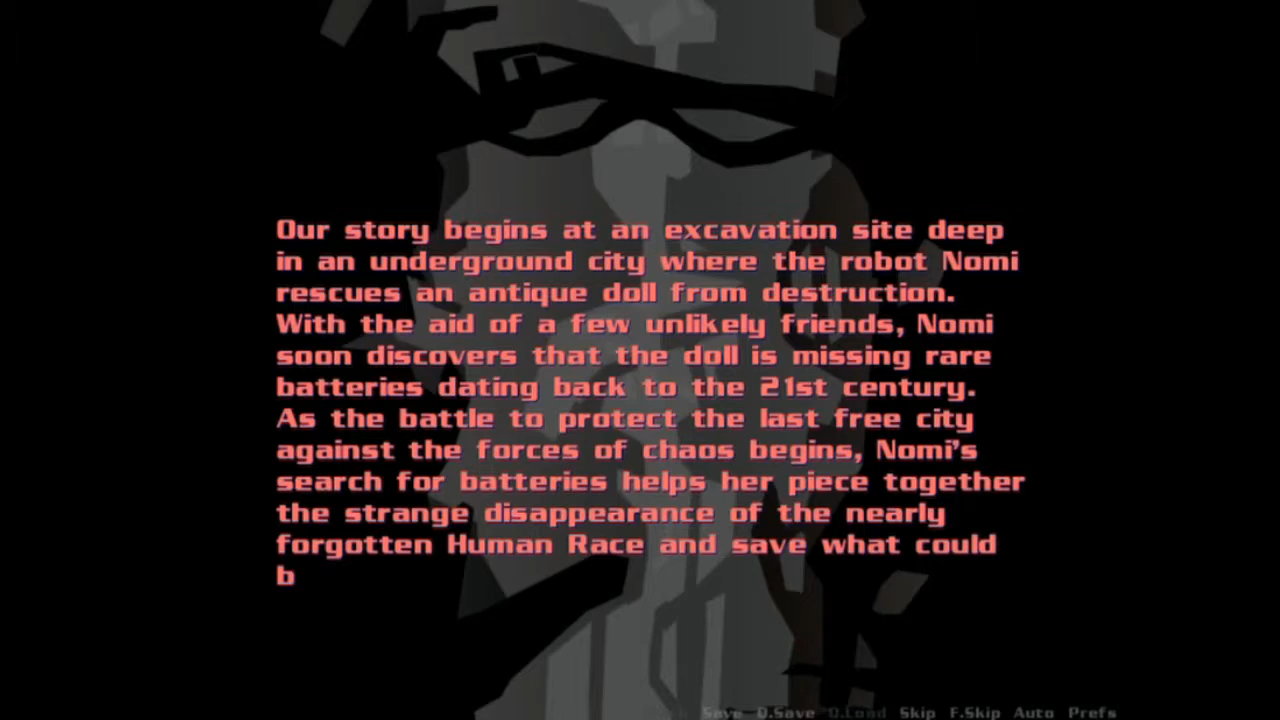 Our story begins at an excavation site deep
in an underground city where the robot Nomi
rescues an antique doll from destruction.
With the aid of a few unlikely friends, Nomi
soon discovers that the doll is missing rare
batteries dating back to the 21st century.
As the battle to protect the last free city
against the forces of chaos begins, Nomi's
search for batteries helps her piece together
the strange disappearance of the nearly
forgotten Human Race and save what could
b
Save Q.Save Q.Load Skip F.Skip Auto Prefs